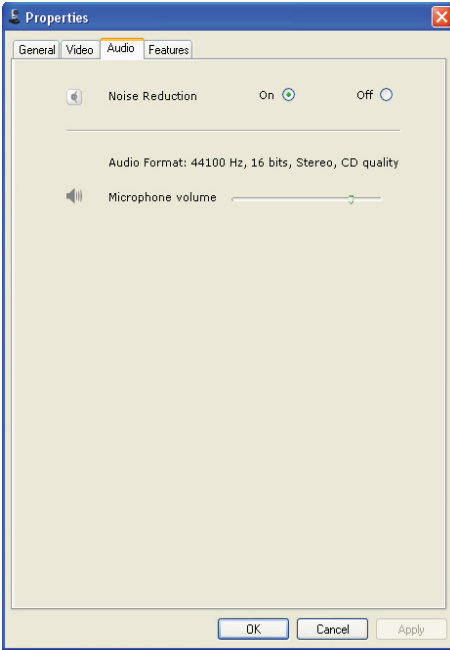 Properties
General Video Audio Features
Noise Reduction On Off
Audio Format: 44100 Hz, 16 bits, Stereo, CD quality
Microphone volume
OK Cancel Apply